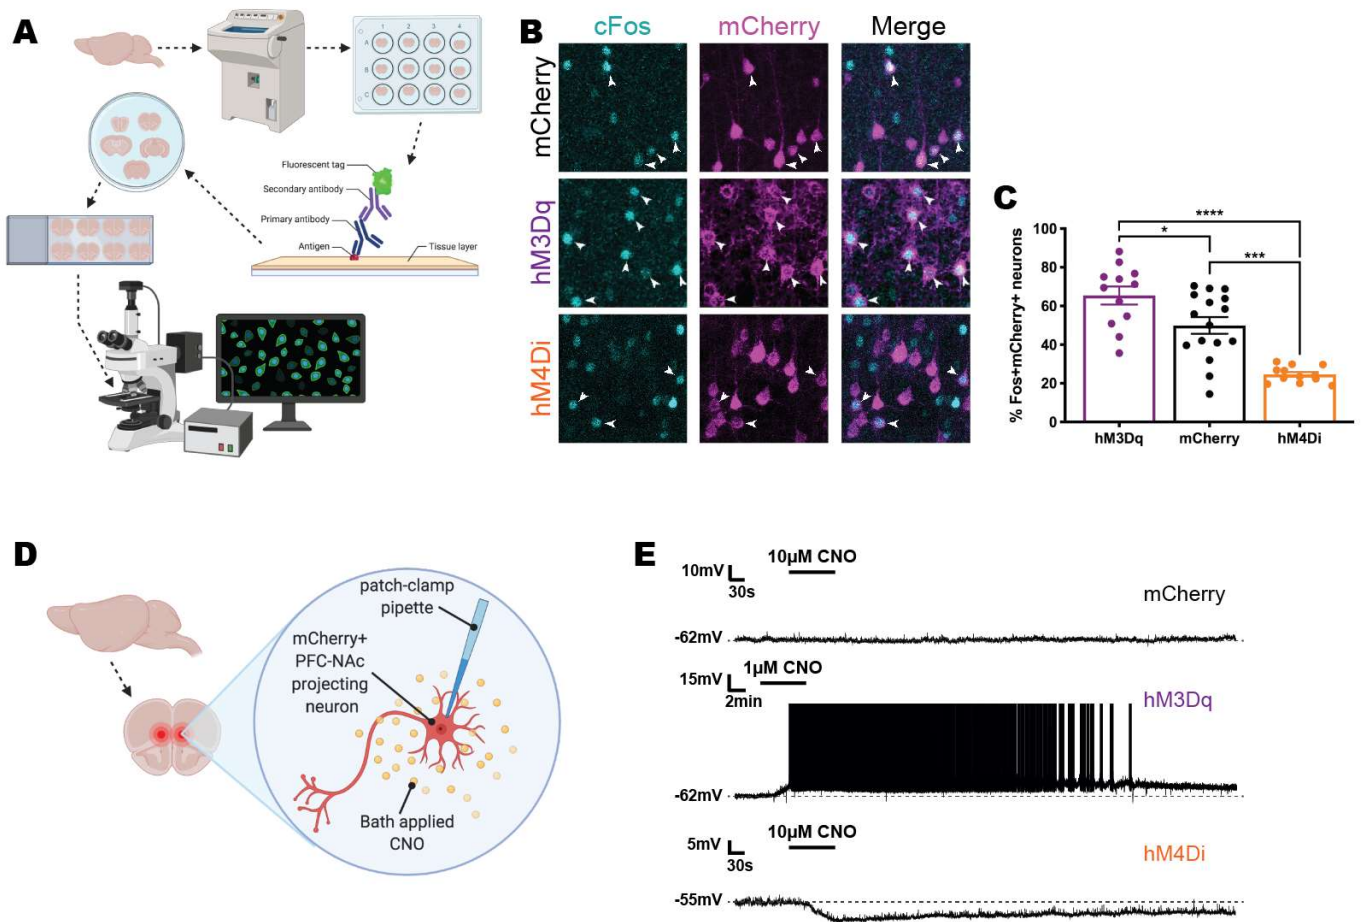 A
1 2 3 4
A
B
C
Fluorescent tag
Secondary antibody
Primary antibody
Antigen
Tissue layer
B
cFos
mCherry
Merge
mCherry
hM3Dq
hM4Di
C
% Fos+mCherry+ neurons
****
*
***
100
80
60
40
20
0
hM3Dq
mCherry
hM4Di
D
patch-clamp
pipette
mCherry+
PFC-NAc
projecting
neuron
Bath applied
CNO
E
10µM CNO
10mV
30s
mCherry
-62mV
1µM CNO
15mV
2min
hM3Dq
-62mV
10µM CNO
5mV
30s
hM4Di
-55mV